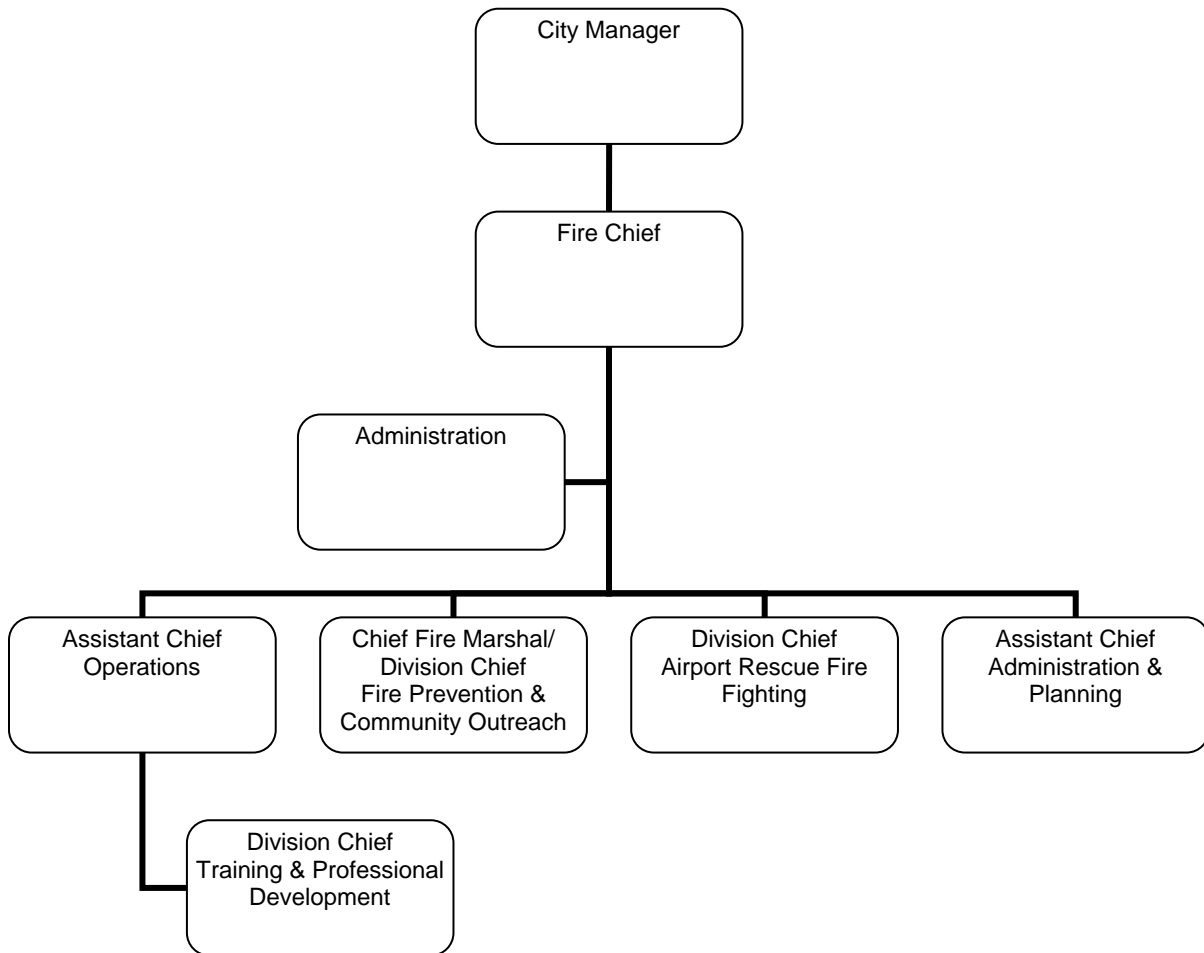 City Manager
Fire Chief
Administration
Assistant Chief
Operations
Chief Fire Marshal/
Division Chief
Fire Prevention &
Community Outreach
Division Chief
Airport Rescue Fire
Fighting
Assistant Chief
Administration &
Planning
Division Chief
Training & Professional
Development